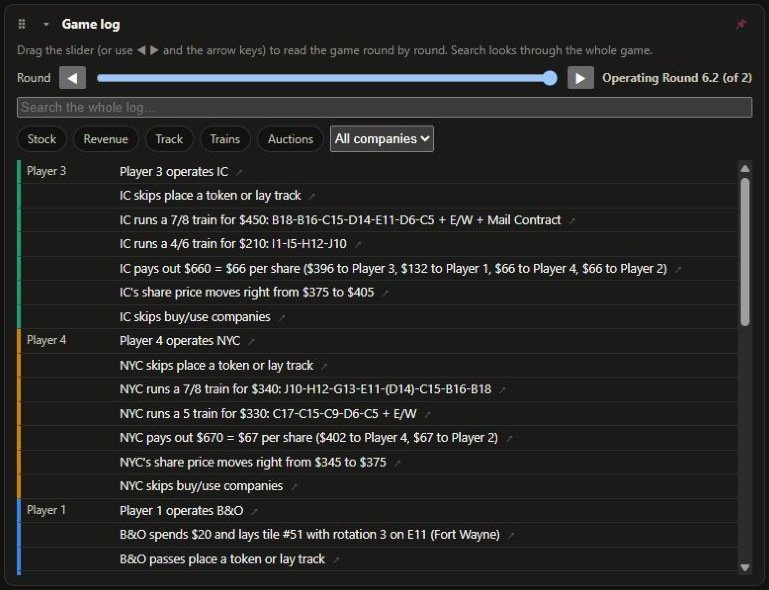 Game log
Drag the slider (or use ◀ ▶ and the arrow keys) to read the game round by round. Search looks through the whole game.
Round ◀ ▶ Operating Round 6.2 (of 2)
Search the whole log...
Stock Revenue Track Trains Auctions All companies
Player 3 Player 3 operates IC
IC skips place a token or lay track
IC runs a 7/8 train for $450: B18-B16-C15-D14-E11-D6-C5 + E/W + Mail Contract
IC runs a 4/6 train for $210: I1-I5-H12-J10
IC pays out $660 = $66 per share ($396 to Player 3, $132 to Player 1, $66 to Player 4, $66 to Player 2)
IC's share price moves right from $375 to $405
IC skips buy/use companies
Player 4 Player 4 operates NYC
NYC skips place a token or lay track
NYC runs a 7/8 train for $340: J10-H12-G13-E11-(D14)-C15-B16-B18
NYC runs a 5 train for $330: C17-C15-C9-D6-C5 + E/W
NYC pays out $670 = $67 per share ($402 to Player 4, $67 to Player 2)
NYC's share price moves right from $345 to $375
NYC skips buy/use companies
Player 1 Player 1 operates B&O
B&O spends $20 and lays tile #51 with rotation 3 on E11 (Fort Wayne)
B&O passes place a token or lay track